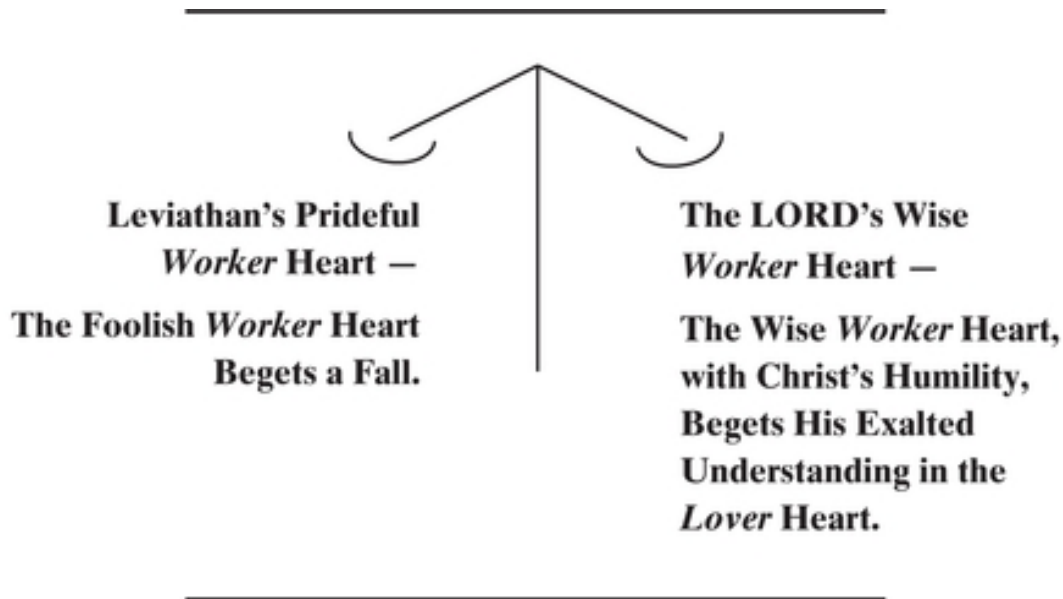 Leviathan’s Prideful
Worker Heart —
The Foolish Worker Heart
Begets a Fall.
The LORD’s Wise
Worker Heart —
The Wise Worker Heart,
with Christ’s Humility,
Begets His Exalted
Understanding in the
Lover Heart.